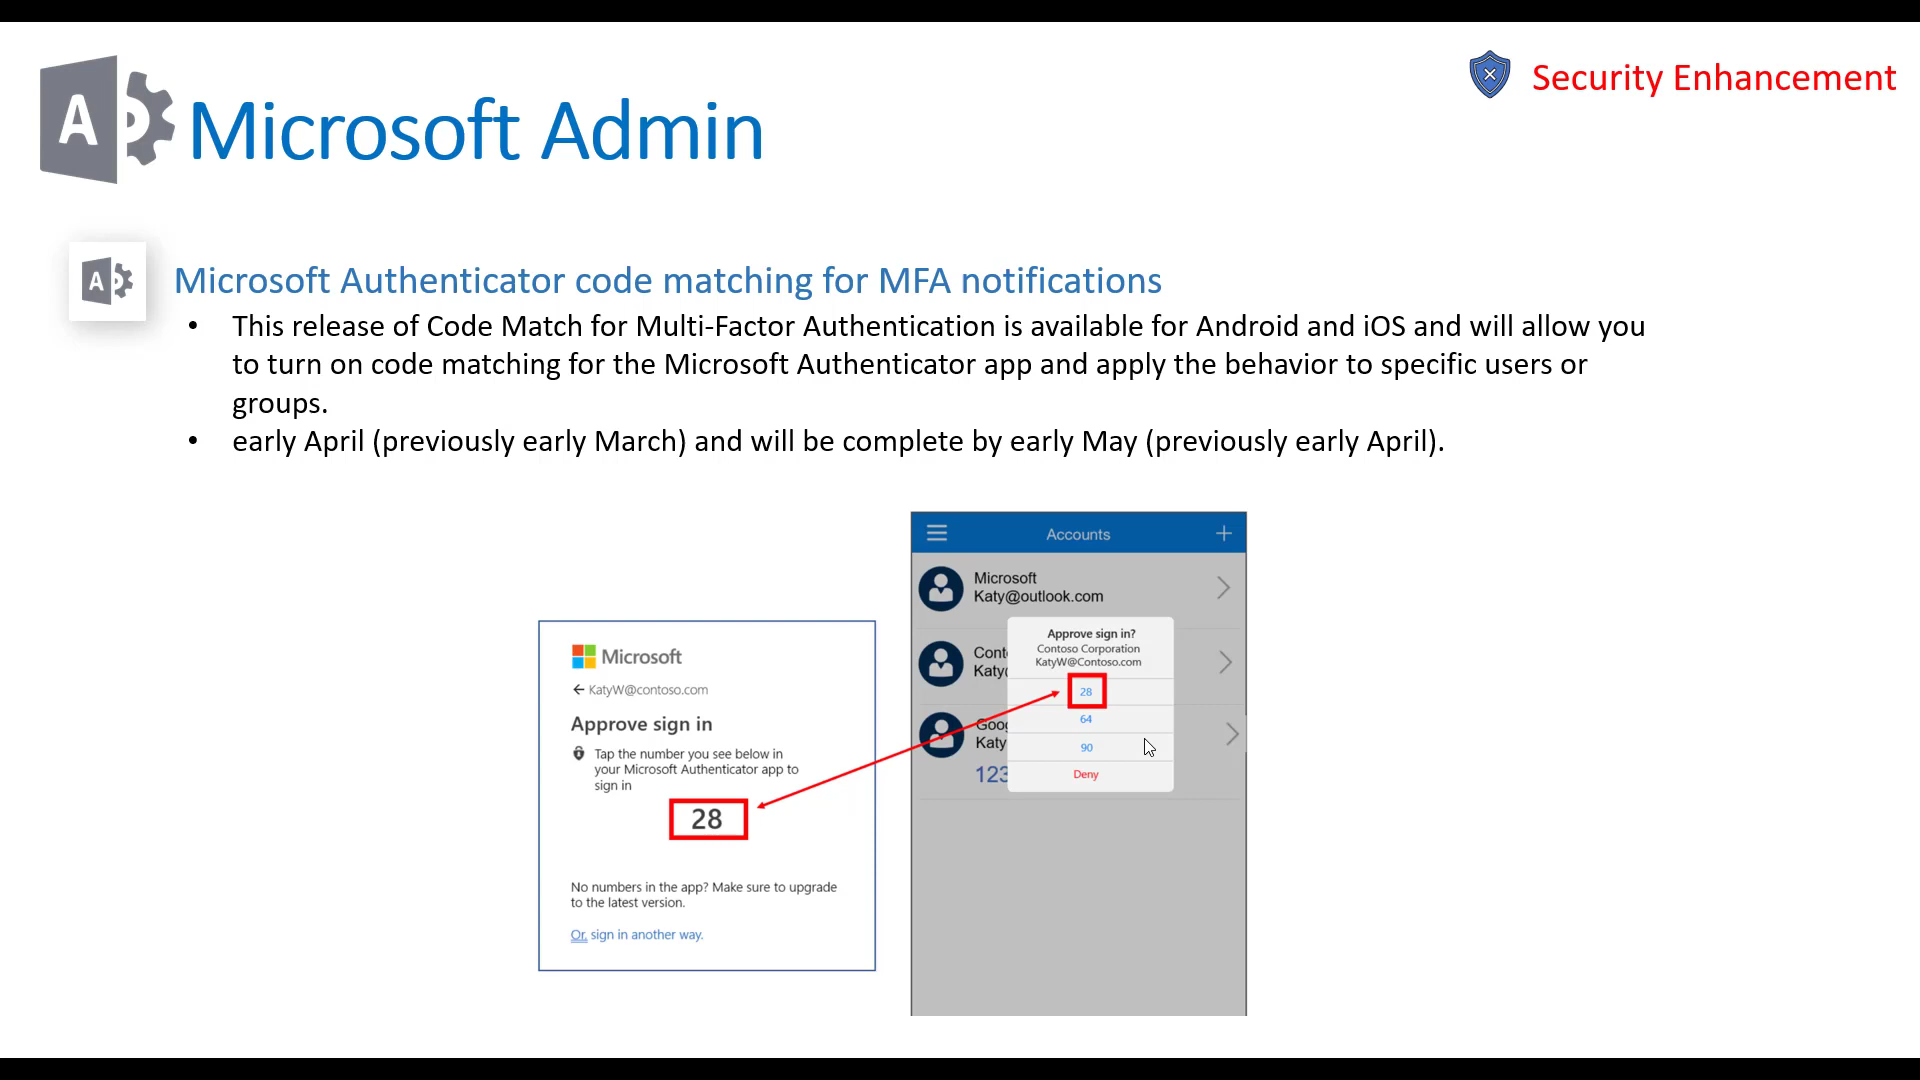 A
Microsoft Admin
Security Enhancement
A
Microsoft Authenticator code matching for MFA notifications
• This release of Code Match for Multi-Factor Authentication is available for Android and iOS and will allow you
to turn on code matching for the Microsoft Authenticator app and apply the behavior to specific users or
groups.
• early April (previously early March) and will be complete by early May (previously early April).
Microsoft
KatyW@contoso.com
Approve sign in
Tap the number you see below in
your Microsoft Authenticator app to
sign in
28
No numbers in the app? Make sure to upgrade
to the latest version.
Or, sign in another way.
Accounts
Microsoft
Katy@outlook.com
Cont
Katy
Goog
Katy
123
Approve sign in?
Contoso Corporation
KatyW@Contoso.com
28
64
90
Deny